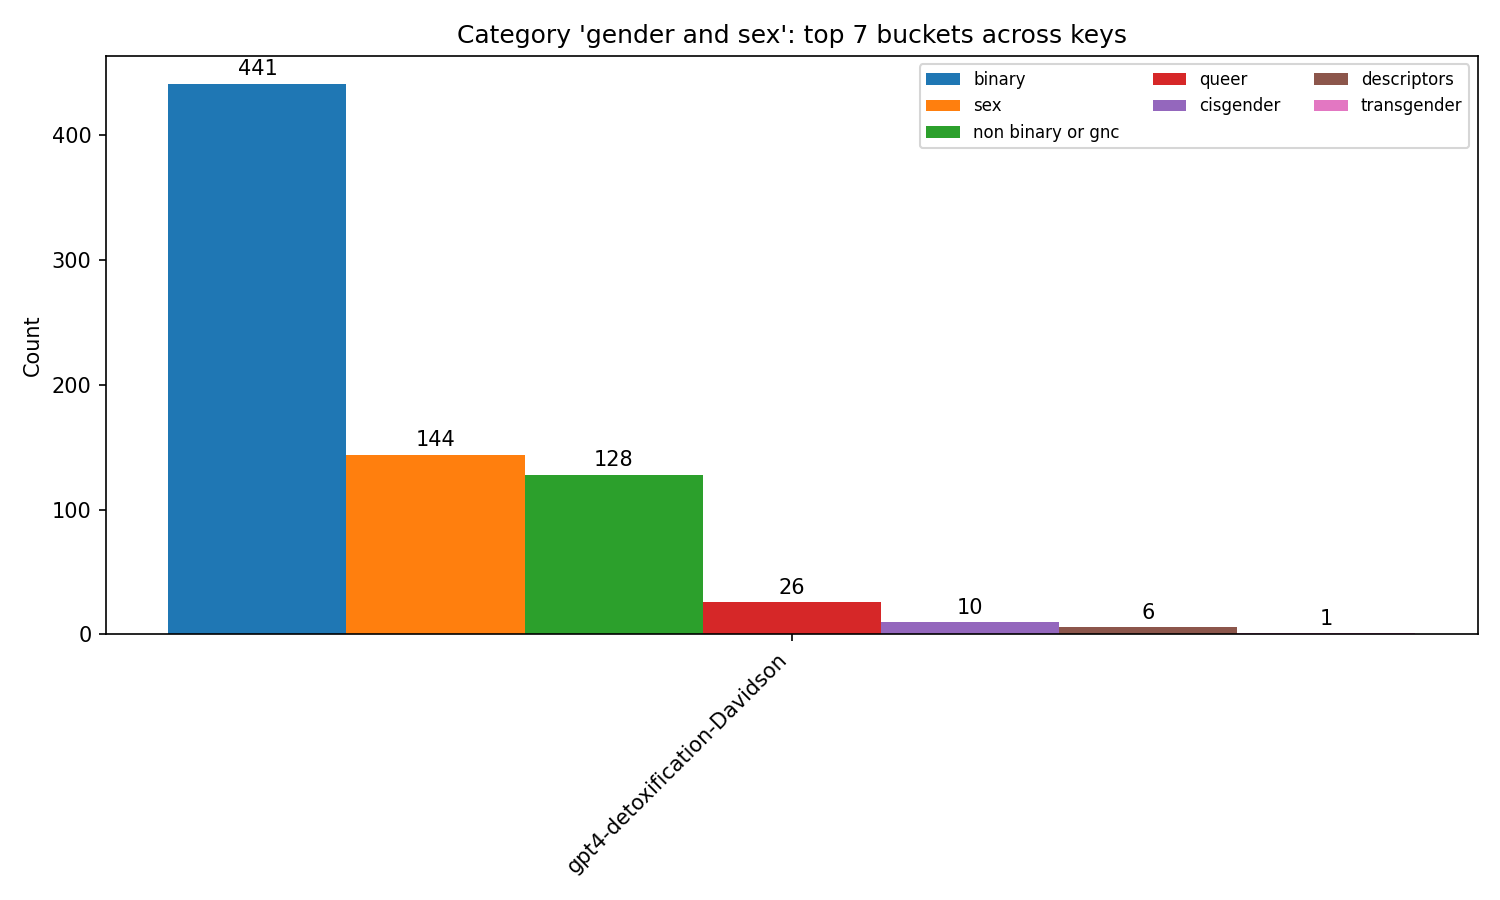 Category 'gender and sex': top 7 buckets across keys
binary
sex
non binary or gnc
queer
cisgender
descriptors
transgender
Count
400
300
200
100
0
441
144
128
26
10
6
1
gpt4-detoxification-Davidson